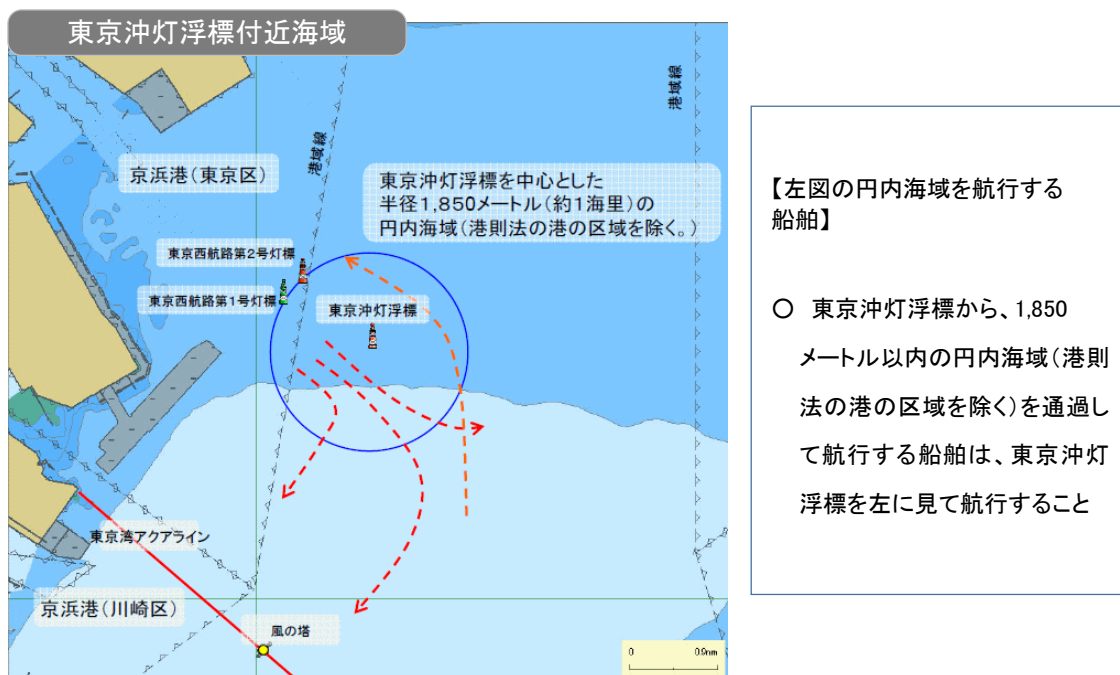 東京沖灯浮標付近海域
港域線
港域線
京浜港（東京区）
東京沖灯浮標を中心とした
半径1,850メートル（約1海里）の
円内海域（港則法の港の区域を除く。）
東京西航路第2号灯標
東京西航路第1号灯標
東京沖灯浮標
東京湾アクアライン
京浜港（川崎区）
風の塔
0 0.9nm
【左図の円内海域を航行する
船舶】
〇 東京沖灯浮標から、1,850
メートル以内の円内海域（港則
法の港の区域を除く）を通過し
て航行する船舶は、東京沖灯
浮標を左に見て航行すること